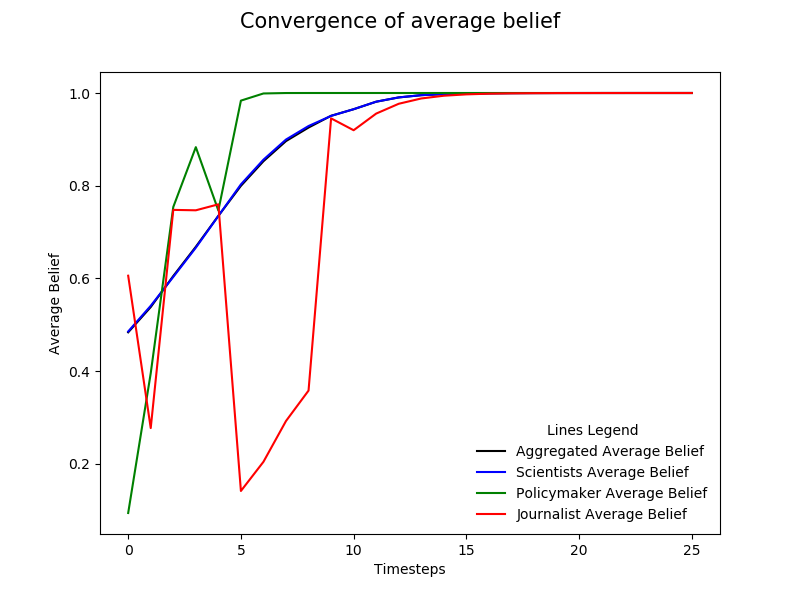 Convergence of average belief
1.0
0.8
0.6
0.4
0.2
Average Belief
Lines Legend
Aggregated Average Belief
Scientists Average Belief
Policymaker Average Belief
Journalist Average Belief
0 5 10 15 20 25
Timesteps